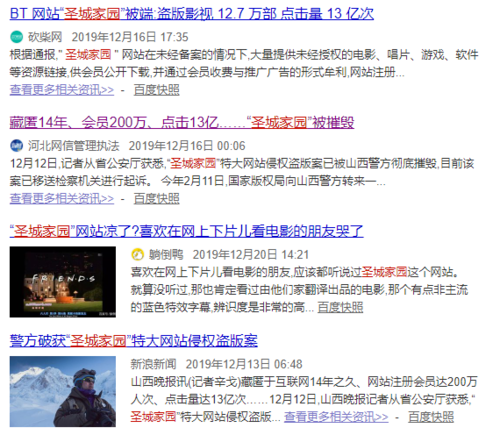 BT 网站“圣城家园”被端:盗版影视 12.7 万部 点击量 13 亿次
砍柴网 2019年12月16日 17:35
根据通报," 圣城家园 " 网站在未经备案的情况下,大量提供未经授权的电影、唱片、游戏、软件
等资源链接,供会员公开下载,并通过会员收费与推广广告的形式牟利,网站注册...
查看更多相关资讯>> - 百度快照
藏匿14年、会员200万、点击13亿……“圣城家园”被摧毁
河北网信管理执法 2019年12月16日 00:06
12月12日,记者从省公安厅获悉,“圣城家园”特大网站侵权盗版案已被山西警方彻底摧毁,目前该
案已移送检察机关进行起诉。 今年2月11日,国家版权局向山西警方转来一...
查看更多相关资讯>> - 百度快照
“圣城家园”网站凉了?喜欢在网上下片儿看电影的朋友哭了
躺倒鸭 2019年12月20日 14:21
喜欢在网上下片儿看电影的朋友,应该都听说过圣城家园这个网站。
就算没听过,那也肯定看过由他们家翻译出品的电影,那个有点非主流
的蓝色特效字幕,辨识度是非常的高... 百度快照
FRIENDS
警方破获“圣城家园”特大网站侵权盗版案
新浪新闻 2019年12月13日 06:48
山西晚报讯(记者辛戈)藏匿于互联网14年之久、网站注册会员达200万
人次、点击量达13亿次……12月12日,山西晚报记者从省公安厅获悉,“
圣城家园”特大网站侵权盗版... 查看更多相关资讯>> - 百度快照